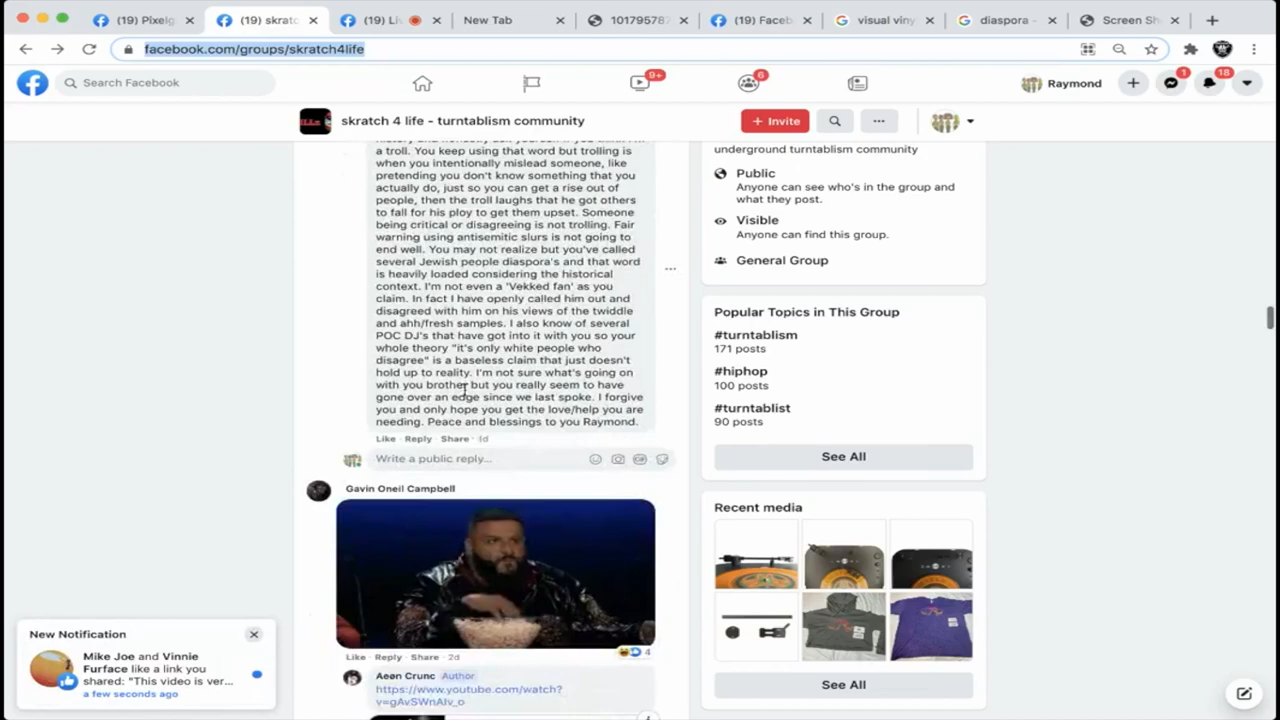 (19) Pixelg
(19) skratc
(19) Liv
New Tab
101795787
(19) Faceb
visual viny
diaspora -
Screen Sh
facebook.com/groups/skratch4life
Search Facebook
9+
6
Raymond
1
18
skratch 4 life - turntablism community
+ Invite
a troll. You keep using that word but trolling is
when you intentionally mislead someone, like
pretending you don't know something that you
actually do, just so you can get a rise out of
people, then the troll laughs that he got others
to fall for his ploy to get them upset. Someone
being critical or disagreeing is not trolling. Fair
warning using antisemitic slurs is not going to
end well. You may not realize but you've called
several Jewish people diaspora's and that word
is heavily loaded considering the historical
context. I'm not even a 'Vekked fan' as you
claim. In fact I have openly called him out and
disagreed with him on his views of the twiddle
and ahh/fresh samples. I also know of several
POC DJ's that have got into it with you so your
whole theory "it's only white people who
disagree" is a baseless claim that just doesn't
hold up to reality. I'm not sure what's going on
with you brother but you really seem to have
gone over an edge since we last spoke. I forgive
you and only hope you get the love/help you are
needing. Peace and blessings to you Raymond.
Like · Reply · Share · 1d
Write a public reply...
GIF
Gavin Oneil Campbell
4
Like · Reply · Share · 2d
Aeøn Crunc Author
https://www.youtube.com/watch?
v=gAvSWnAIv_o
underground turntablism community
Public
Anyone can see who's in the group and
what they post.
Visible
Anyone can find this group.
General Group
Popular Topics in This Group
#turntablism
171 posts
#hiphop
100 posts
#turntablist
90 posts
See All
Recent media
See All
New Notification
Mike Joe and Vinnie
Furface like a link you
shared: "This video is ver...
a few seconds ago